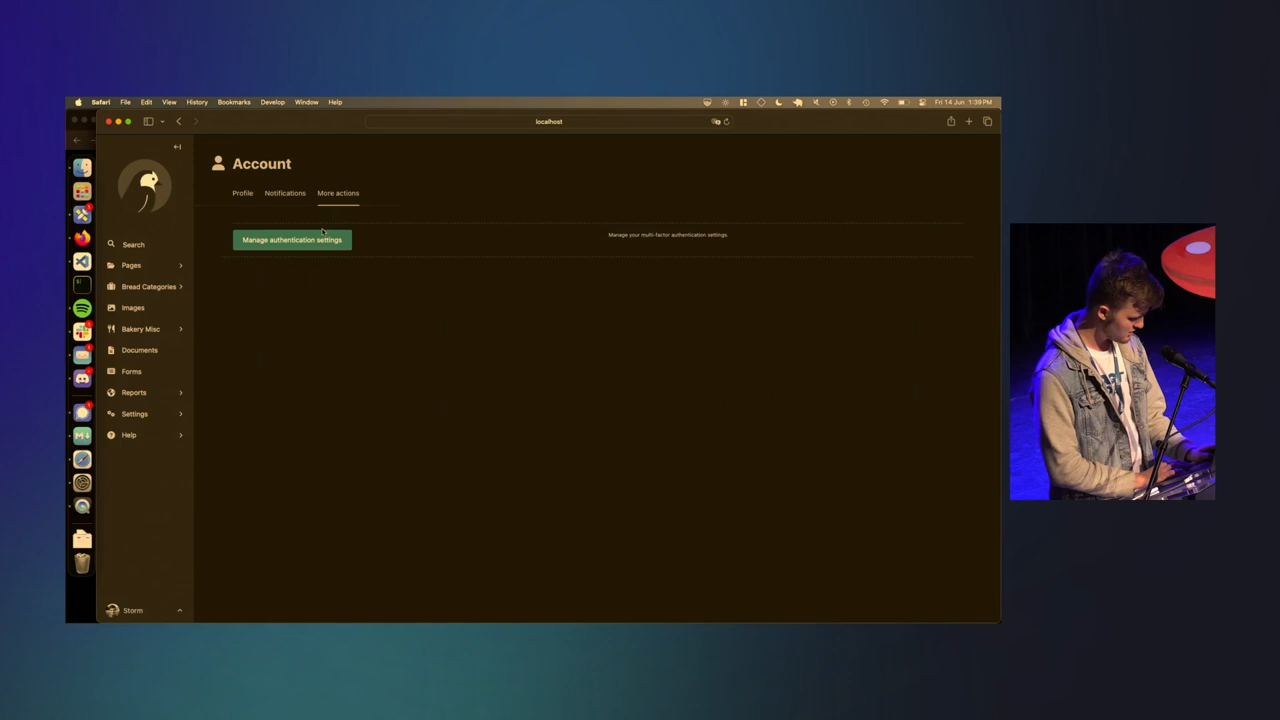 Safari File Edit View History Bookmarks Develop Window Help
Fri 14 Jun 1:39 PM
localhost
Account
Profile Notifications More actions
Manage authentication settings
Manage your multi-factor authentication settings.
Search
Pages
Bread Categories
Images
Bakery Misc
Documents
Forms
Reports
Settings
Help
Storm